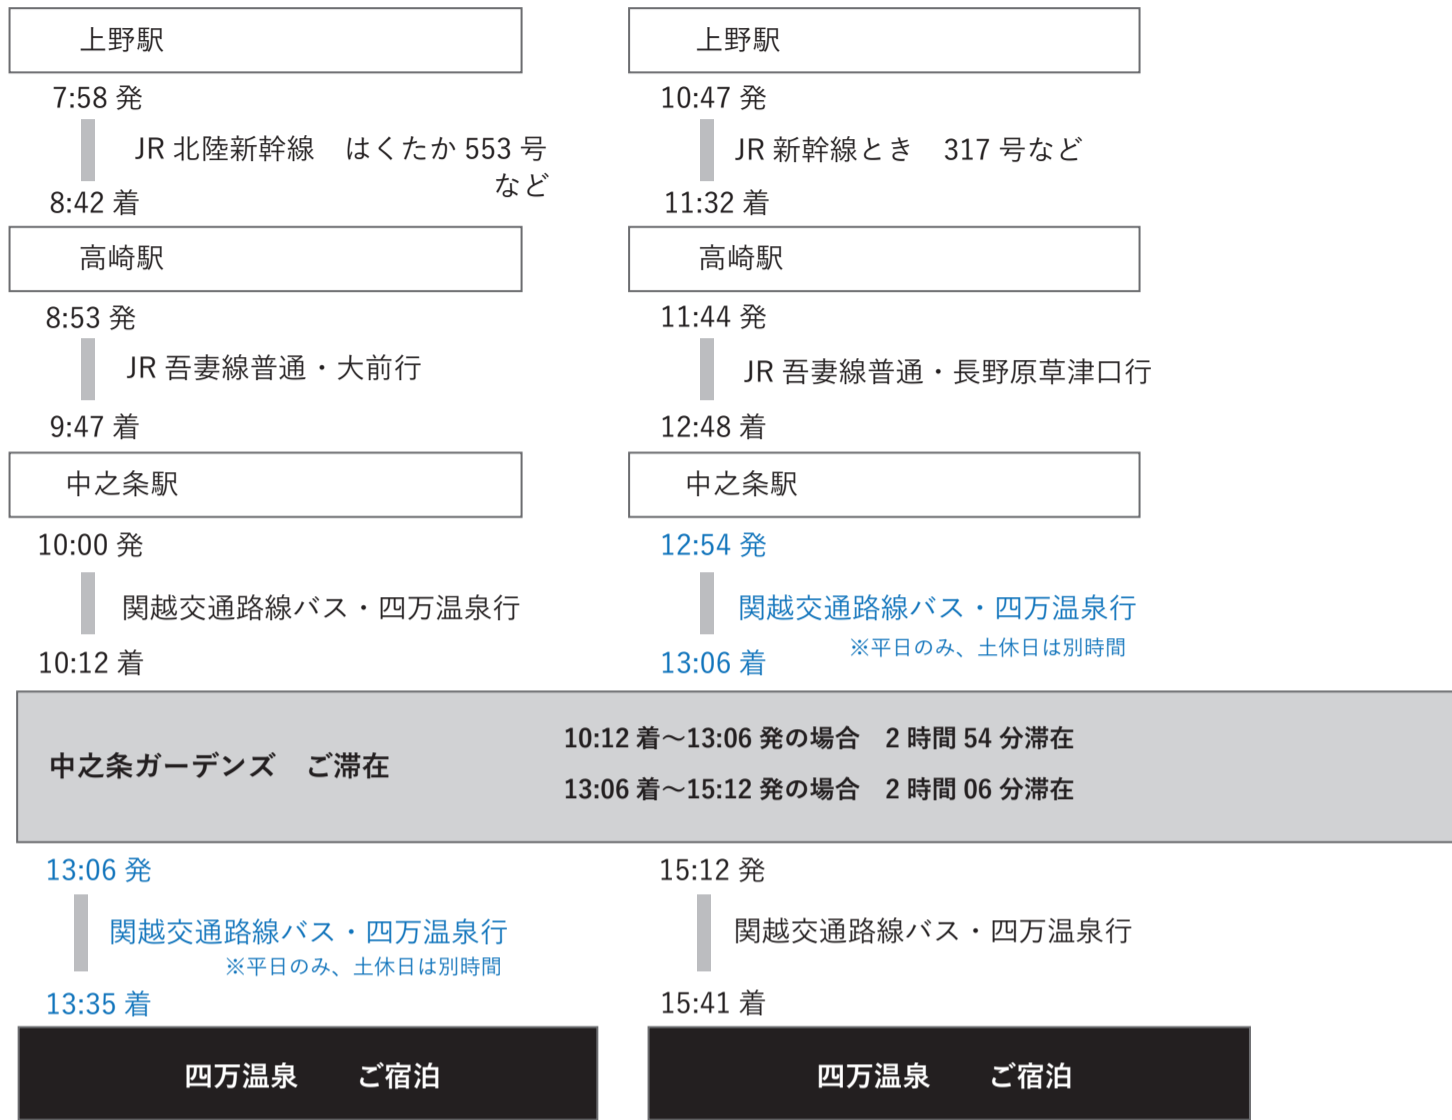 上野駅
7:58 発
JR 北陸新幹線　はくたか 553 号
など
8:42 着
高崎駅
8:53 発
JR 吾妻線普通・大前行
9:47 着
中之条駅
10:00 発
関越交通路線バス・四万温泉行
10:12 着
上野駅
10:47 発
JR 新幹線とき　317 号など
11:32 着
高崎駅
11:44 発
JR 吾妻線普通・長野原草津口行
12:48 着
中之条駅
12:54 発
関越交通路線バス・四万温泉行
※平日のみ、土休日は別時間
13:06 着
中之条ガーデンズ　ご滞在
10:12 着〜13:06 発の場合　2 時間 54 分滞在
13:06 着〜15:12 発の場合　2 時間 06 分滞在
13:06 発
関越交通路線バス・四万温泉行
※平日のみ、土休日は別時間
13:35 着
四万温泉　　ご宿泊
15:12 発
関越交通路線バス・四万温泉行
15:41 着
四万温泉　　ご宿泊